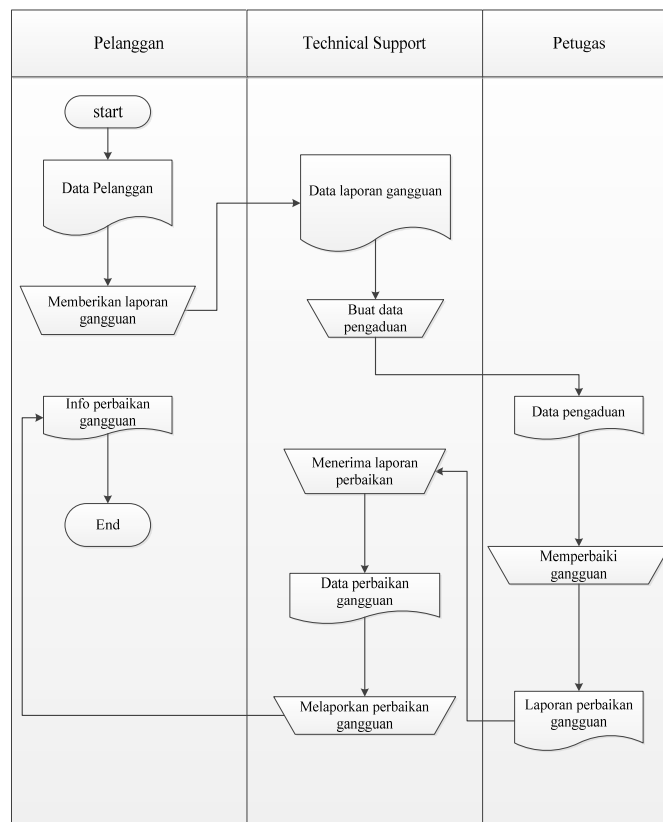 Pelanggan
Technical Support
Petugas
start
Data Pelanggan
Memberikan laporan
gangguan
Info perbaikan
gangguan
End
Data laporan gangguan
Buat data
pengaduan
Menerima laporan
perbaikan
Data perbaikan
gangguan
Melaporkan perbaikan
gangguan
Data pengaduan
Memperbaiki
gangguan
Laporan perbaikan
gangguan